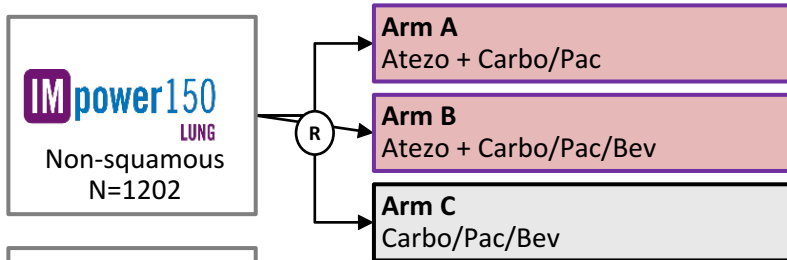 IMpower150
LUNG
Non-squamous
N=1202
R
Arm A
Atezo + Carbo/Pac
Arm B
Atezo + Carbo/Pac/Bev
Arm C
Carbo/Pac/Bev